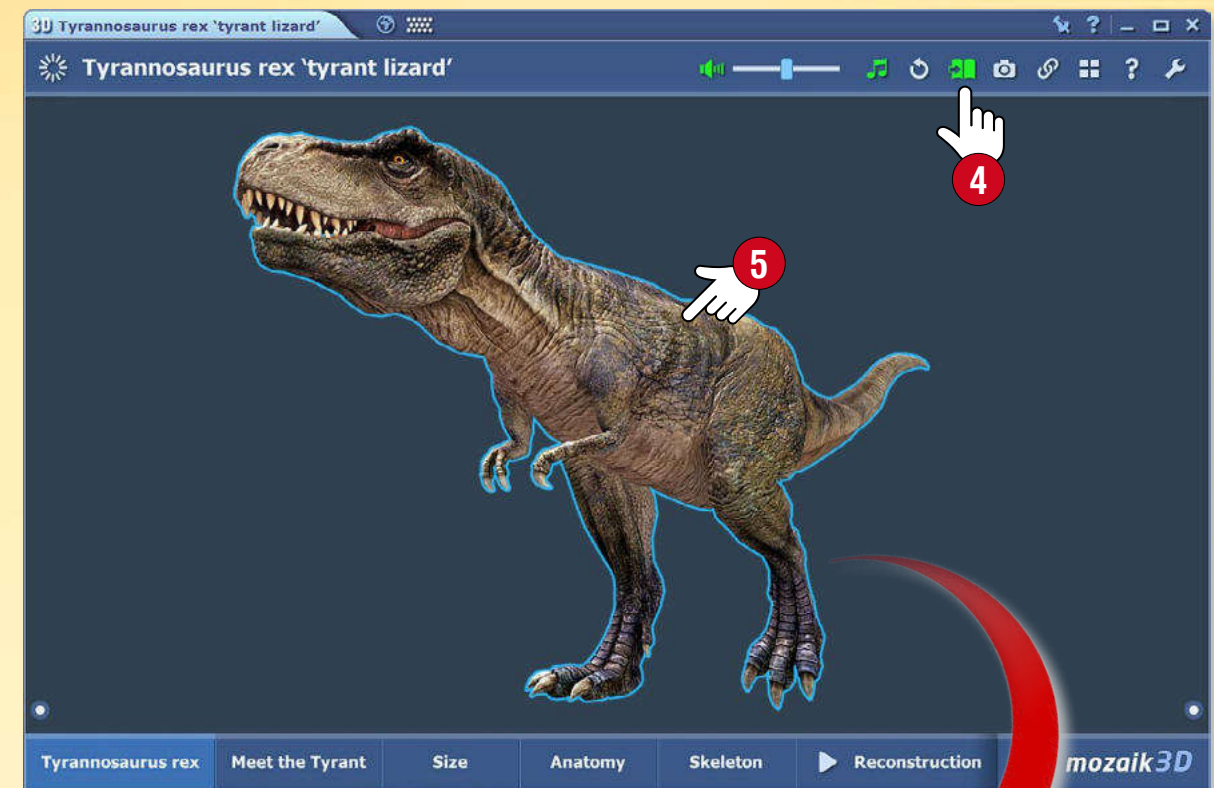 3D Tyrannosaurus rex 'tyrant lizard'
Tyrannosaurus rex 'tyrant lizard'
4
5
Tyrannosaurus rex Meet the Tyrant Size Anatomy Skeleton Reconstruction mozaik3D